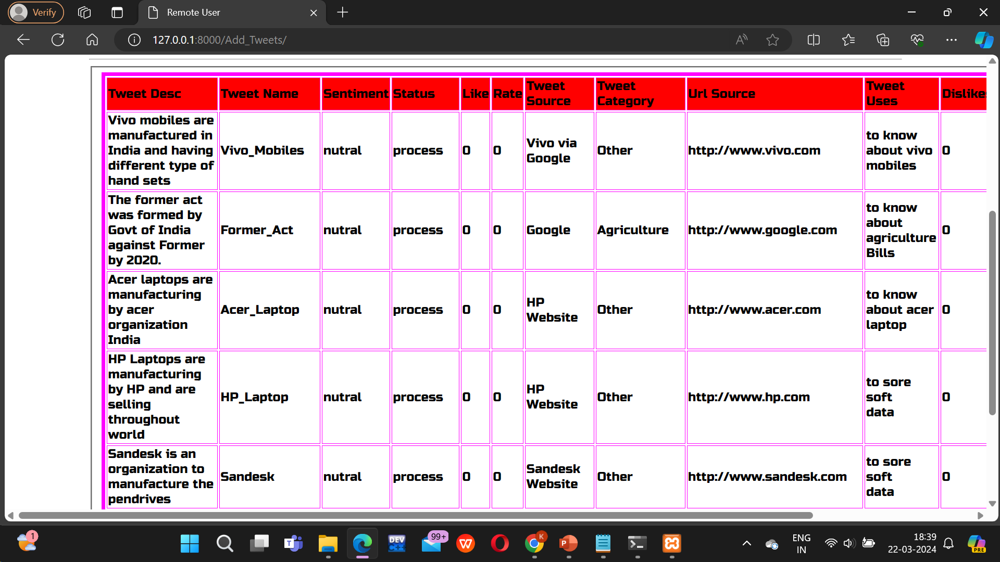 Verify
Remote User
127.0.0.1:8000/Add_Tweets/
Tweet Desc Tweet Name Sentiment Status Like Rate Tweet Source Tweet Category Url Source Tweet Uses Dislike
Vivo mobiles are
manufactured in
India and having
different type of
hand sets
Vivo_Mobiles
nutral
process
0
0
Vivo via
Google
Other
http://www.vivo.com
to know
about vivo
mobiles
0
The former act
was formed by
Govt of India
against Former
by 2020.
Former_Act
nutral
process
0
0
Google
Agriculture
http://www.google.com
to know
about
agriculture
Bills
0
Acer laptops are
manufacturing
by acer
organization
India
Acer_Laptop
nutral
process
0
0
HP
Website
Other
http://www.acer.com
to know
about acer
laptop
0
HP Laptops are
manufacturing
by HP and are
selling
throughout
world
HP_Laptop
nutral
process
0
0
HP
Website
Other
http://www.hp.com
to sore
soft
data
0
Sandesk is an
organization to
manufacture the
pendrives
Sandesk
nutral
process
0
0
Sandesk
Website
Other
http://www.sandesk.com
to sore
soft
data
0
1
T
DEV
C++
99+
W
K
P
ENG
IN
18:39
22-03-2024
PRE